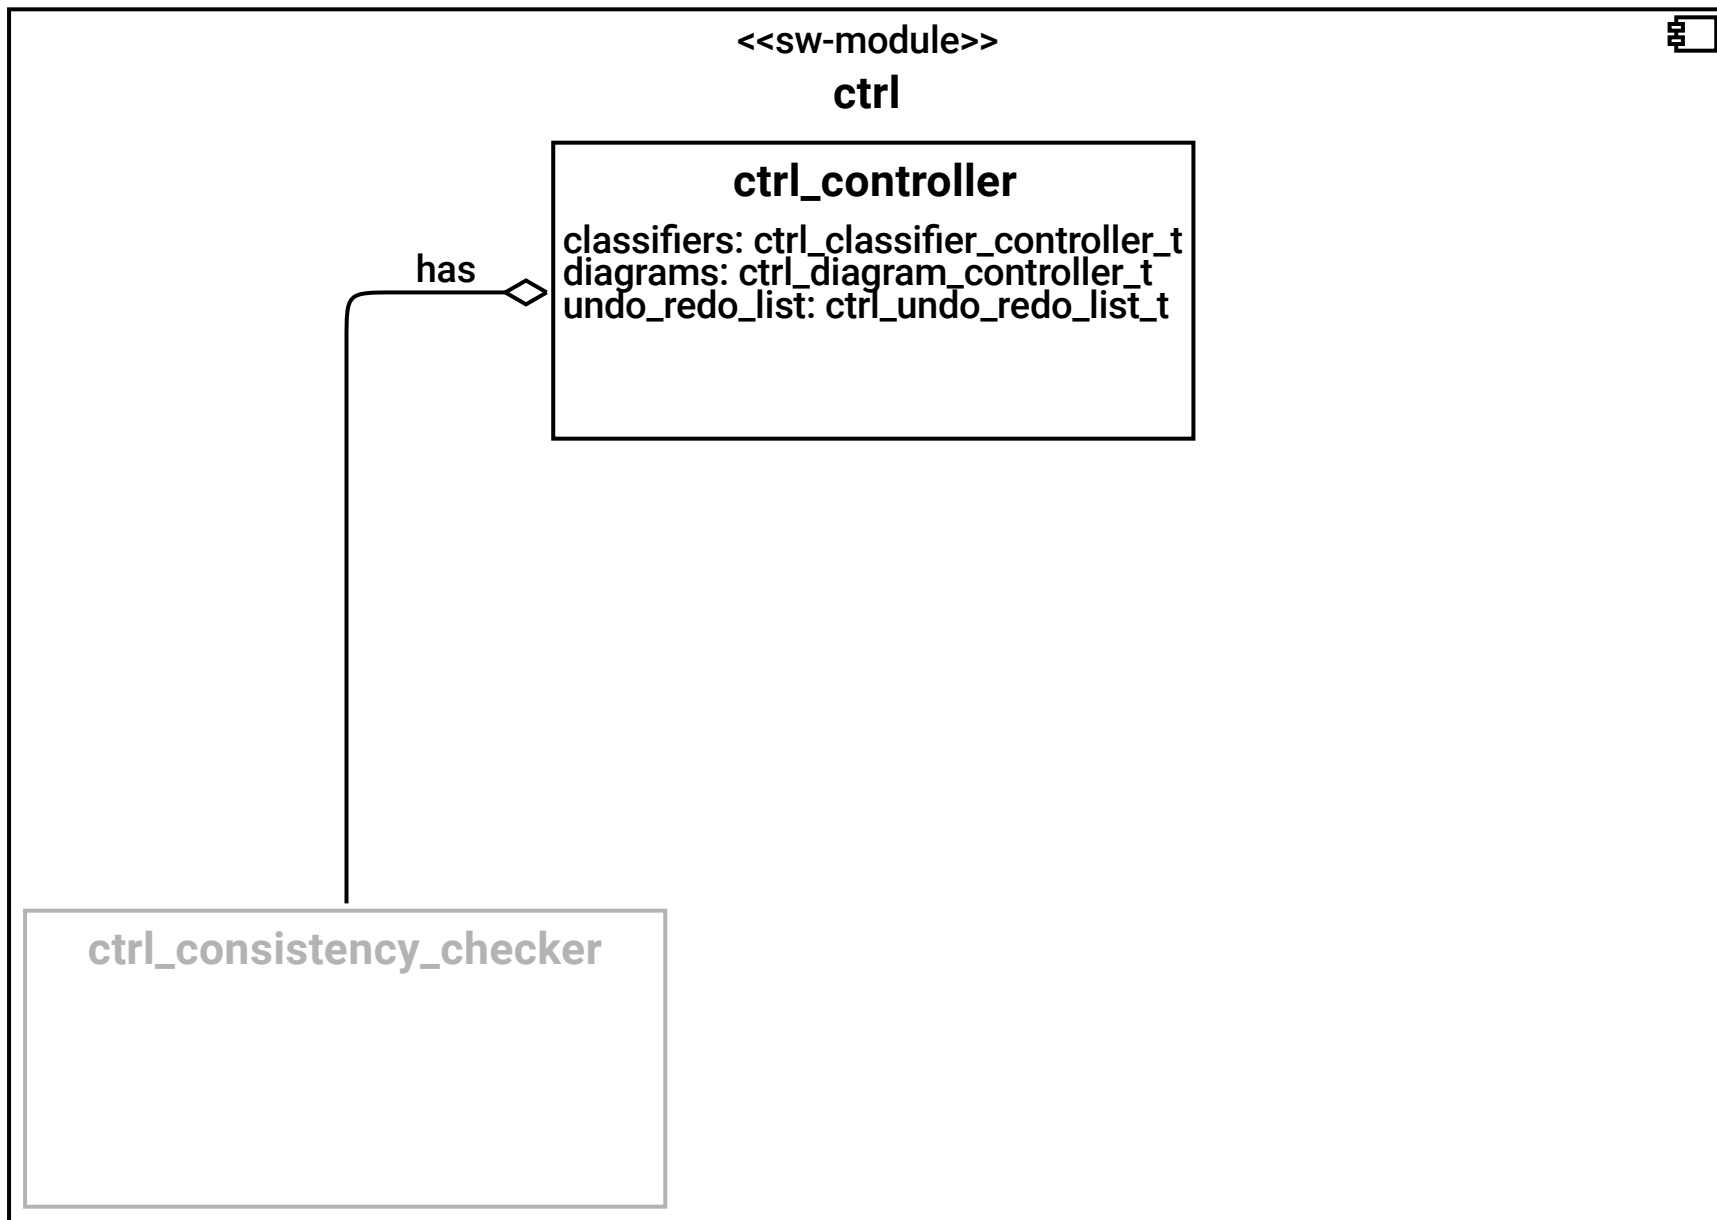 <<sw-module>>
ctrl
ctrl_controller
classifiers: ctrl_classifier_controller_t
diagrams: ctrl_diagram_controller_t
undo_redo_list: ctrl_undo_redo_list_t
has
ctrl_consistency_checker